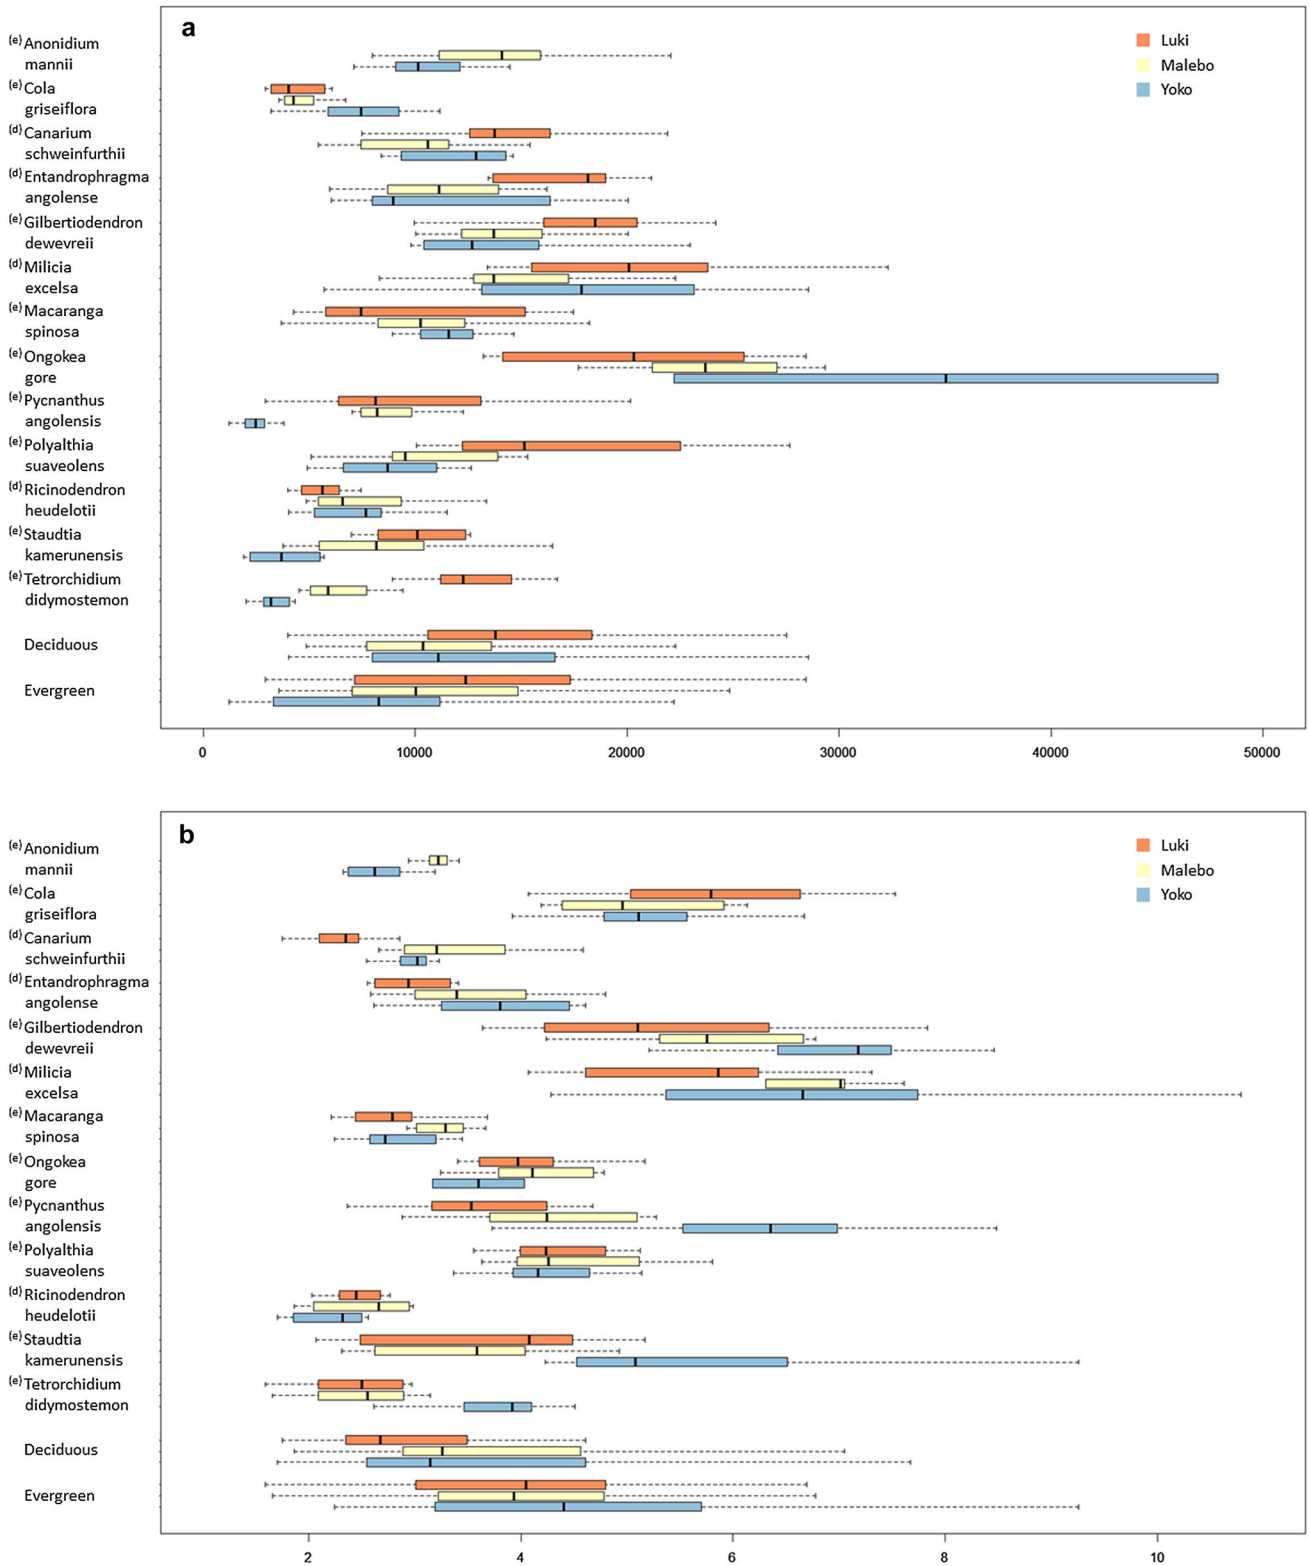 a
Luki
Malebo
Yoko
(e) Anonidium
mannii
(e) Cola
griseiflora
(d) Canarium
schweinfurthii
(d) Entandrophragma
angolense
(e) Gilbertiodendron
dewevreii
(d) Milicia
excelsa
(e) Macaranga
spinosa
(e) Ongokea
gore
(e) Pycnanthus
angolensis
(e) Polyalthia
suaveolens
(d) Ricinodendron
heudelotii
(e) Staudtia
kamerunensis
(e) Tetrorchidium
didymostemon
Deciduous
Evergreen
0 10000 20000 30000 40000 50000
b
Luki
Malebo
Yoko
(e) Anonidium
mannii
(e) Cola
griseiflora
(d) Canarium
schweinfurthii
(d) Entandrophragma
angolense
(e) Gilbertiodendron
dewevreii
(d) Milicia
excelsa
(e) Macaranga
spinosa
(e) Ongokea
gore
(e) Pycnanthus
angolensis
(e) Polyalthia
suaveolens
(d) Ricinodendron
heudelotii
(e) Staudtia
kamerunensis
(e) Tetrorchidium
didymostemon
Deciduous
Evergreen
2 4 6 8 10